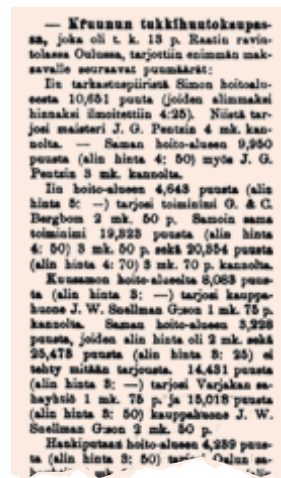 — Kruunun tukkihuutokaupas-
sa, joka oli t. k. 13 p. Raatin ravin-
tolassa Oulussa, tarjottiin enimmän mak-
savalle seuraavat puumäärät:
Iin tarkastuspiiristä Simon hoitoalu-
eesta 10,651 puuta (joiden alimmaksi
hinnaksi ilmoitettiin 4:25). Niistä tar-
josi maisteri J. G. Pentzin 4 mk. kan-
nolta. — Saman hoito-alueen 9,950
puusta (alin hinta 4: 50) myös J. G.
Pentzin 3 mk. kannolta.
Iin hoito-alueen 4,643 puusta (alin
hinta 5: —) tarjosi toiminimi G. & C.
Bergbom 2 mk. 50 p. Samoin sama
toiminimi 19,323 puusta (alin hinta
4: 50) 3 mk. 50 p. sekä 20,354 puusta
(alin hinta 4: 70) 3 mk. 70 p. kannolta.
Kuusamon hoito-alueelta 8,063 puus-
ta (alin hinta 3: —) tarjosi kauppa-
huone J. W. Snellman G:son 1 mk. 75 p.
kannolta. Saman hoito-alueen 3,228
puusta, joiden alin hinta oli 2 mk. sekä
25,473 puusta (alin hinta 3: 25) ei
tehty mitään tarjousta. 14,431 puusta
(alin hinta 3: —) tarjosi Varjakan sa-
hayhtiö 1 mk. 75 p. ja 15,018 puusta
(alin hinta 3: 50) kauppahuone J. W.
Snellman G:son 2 mk. 50 p.
Haukiputaan hoito-alueen 4,239 puus-
ta (alin hinta 3: 50) tarjosi Oulun sa-